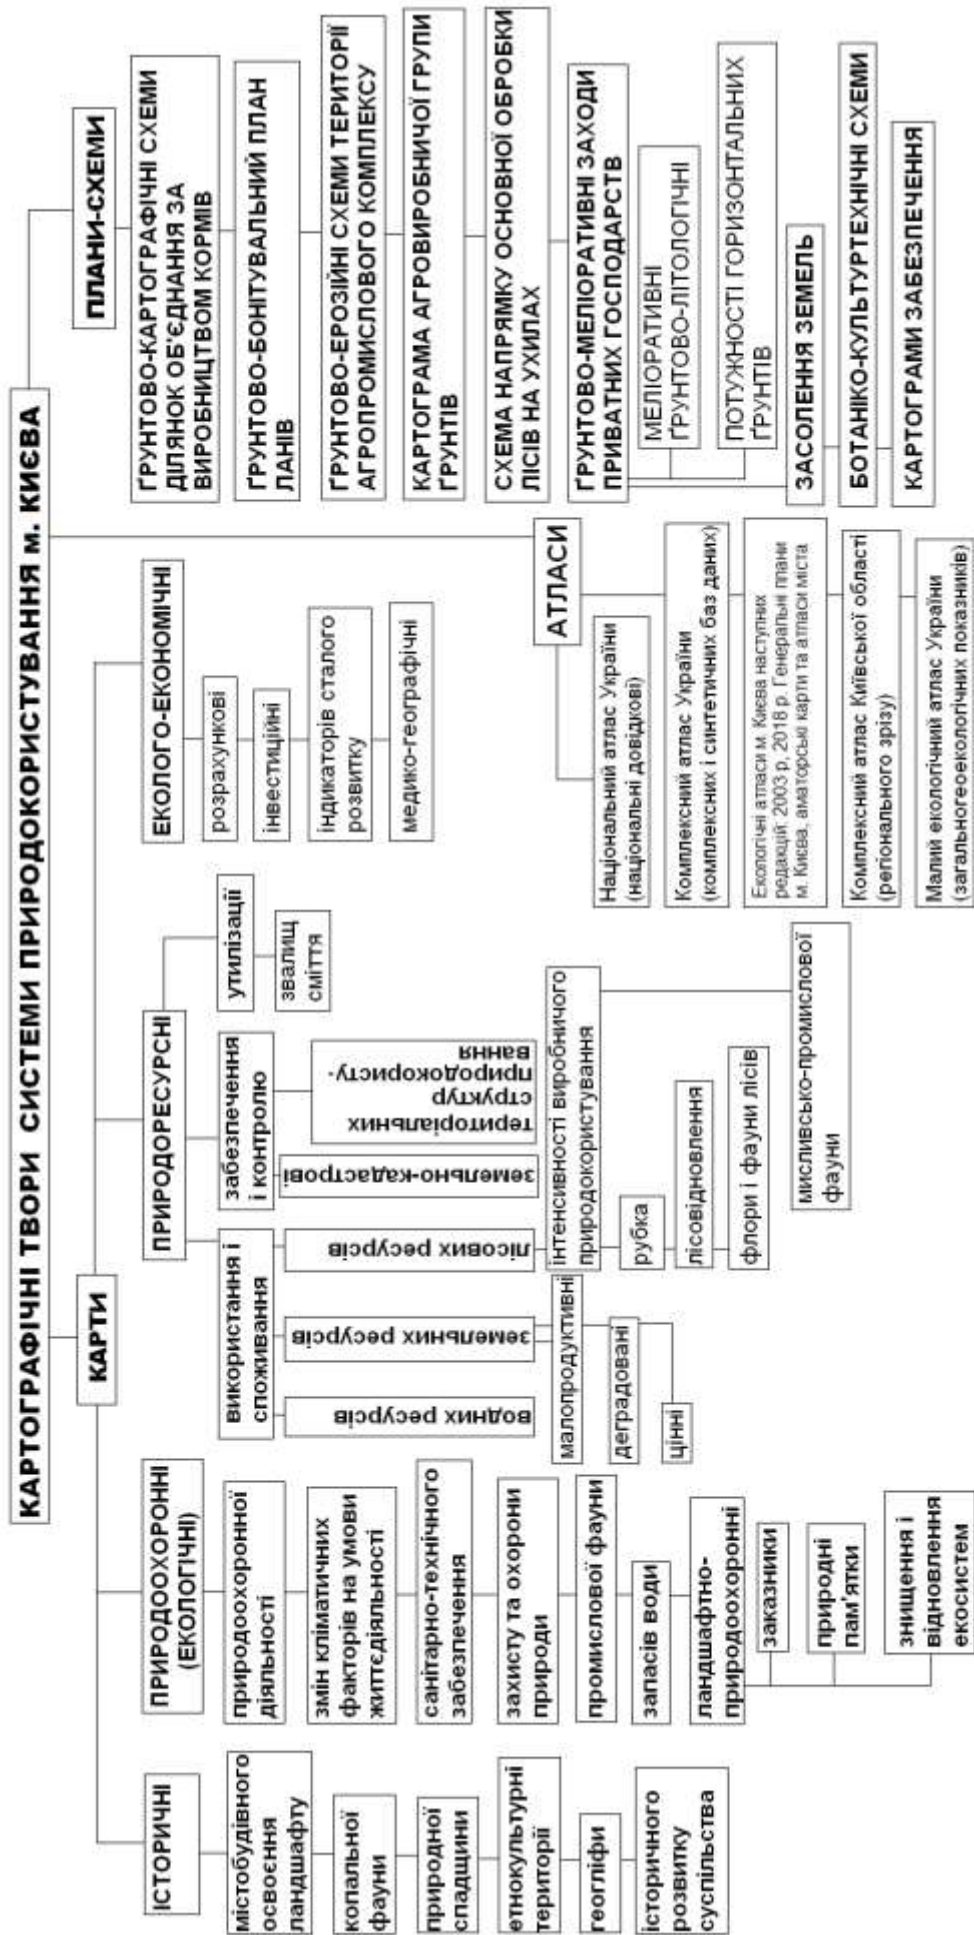 КАРТОГРАФІЧНІ ТВОРИ СИСТЕМИ ПРИРОДОКОРИСТУВАННЯ м. КИЄВА
КАРТИ
ІСТОРИЧНІ
містобудівного
освоєння
ландшафту
копальної
фауни
природної
спадщини
етнокультурні
території
геогліфи
історичного
розвитку
суспільства
ПРИРОДООХОРОННІ
(ЕКОЛОГІЧНІ)
природоохоронної
діяльності
змін кліматичних
факторів на умови
життєдіяльності
санітарно-технічного
забезпечення
захисту та охорони
природи
промислової фауни
запасів води
ландшафтно-
природоохоронні
заказники
природні
пам'ятки
знищення і
відновлення
екосистем
ПРИРОДОРЕСУРСНІ
використання і
споживання
водних ресурсів
земельних ресурсів
лісових ресурсів
малопродуктивні
деградовані
цінні
інтенсивності виробничого
природокористування
рубка
лісовідновлення
флори і фауни лісів
мисливсько-промислової
фауни
забезпечення
і контролю
земельно-кадастрові
територіальних
структур
природокористу-
вання
утилізації
звалищ
сміття
ЕКОЛОГО-ЕКОНОМІЧНІ
розрахункові
інвестиційні
індикаторів сталого
розвитку
медико-географічні
АТЛАСИ
Національний атлас України
(національні довідкові)
Комплексний атлас України
(комплексних і синтетичних баз даних)
Екологічні атласи м. Києва наступних
редакцій: 2003 р, 2018 р. Генеральні плани
м. Києва, аматорські карти та атласи міста
Комплексний атлас Київської області
(регіонального зрізу)
Малий екологічний атлас України
(загальногеоекологічних показників)
ПЛАНИ-СХЕМИ
ҐРУНТОВО-КАРТОГРАФІЧНІ СХЕМИ
ДІЛЯНОК ОБ'ЄДНАННЯ ЗА
ВИРОБНИЦТВОМ КОРМІВ
ҐРУНТОВО-БОНІТУВАЛЬНИЙ ПЛАН
ЛАНІВ
ҐРУНТОВО-ЕРОЗІЙНІ СХЕМИ ТЕРИТОРІЇ
АГРОПРОМИСЛОВОГО КОМПЛЕКСУ
КАРТОГРАМА АГРОВИРОБНИЧОЇ ГРУПИ
ҐРУНТІВ
СХЕМА НАПРЯМКУ ОСНОВНОЇ ОБРОБКИ
ЛІСІВ НА УХИЛАХ
ҐРУНТОВО-МЕЛІОРАТИВНІ ЗАХОДИ
ПРИВАТНИХ ГОСПОДАРСТВ
МЕЛІОРАТИВНІ
ҐРУНТОВО-ЛІТОЛОГІЧНІ
ПОТУЖНОСТІ ГОРИЗОНТАЛЬНИХ
ҐРУНТІВ
ЗАСОЛЕННЯ ЗЕМЕЛЬ
БОТАНІКО-КУЛЬТУРТЕХНІЧНІ СХЕМИ
КАРТОГРАМИ ЗАБЕЗПЕЧЕННЯ